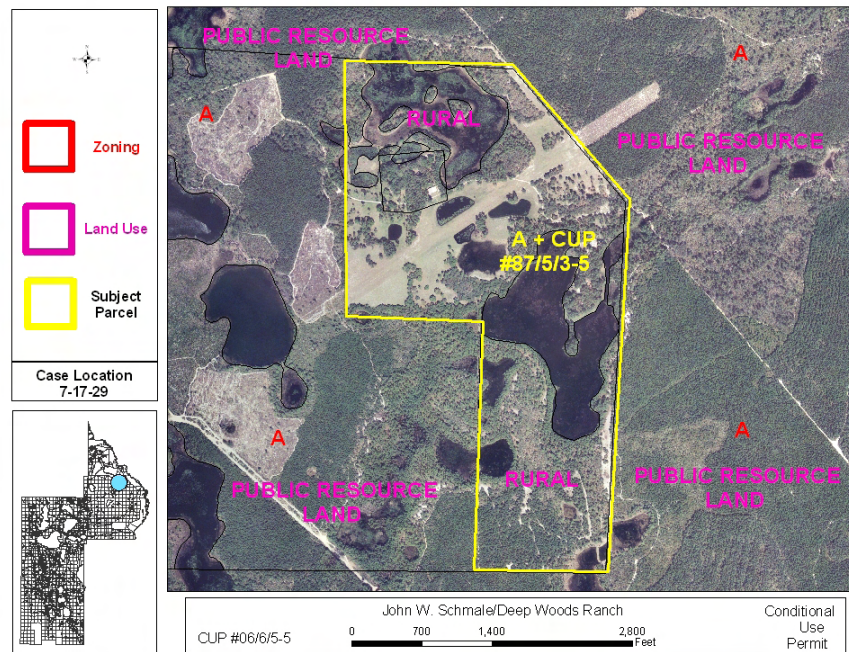 Zoning
Land Use
Subject
Parcel
Case Location
7-17-29
PUBLIC RESOURCE
LAND
A
A
RURAL
PUBLIC RESOURCE
LAND
A + CUP
#87/5/3-5
A
A
PUBLIC RESOURCE
LAND
RURAL
PUBLIC RESOURCE
LAND
CUP #06/6/5-5
John W. Schmale/Deep Woods Ranch
0 700 1,400 2,800
Feet
Conditional
Use
Permit